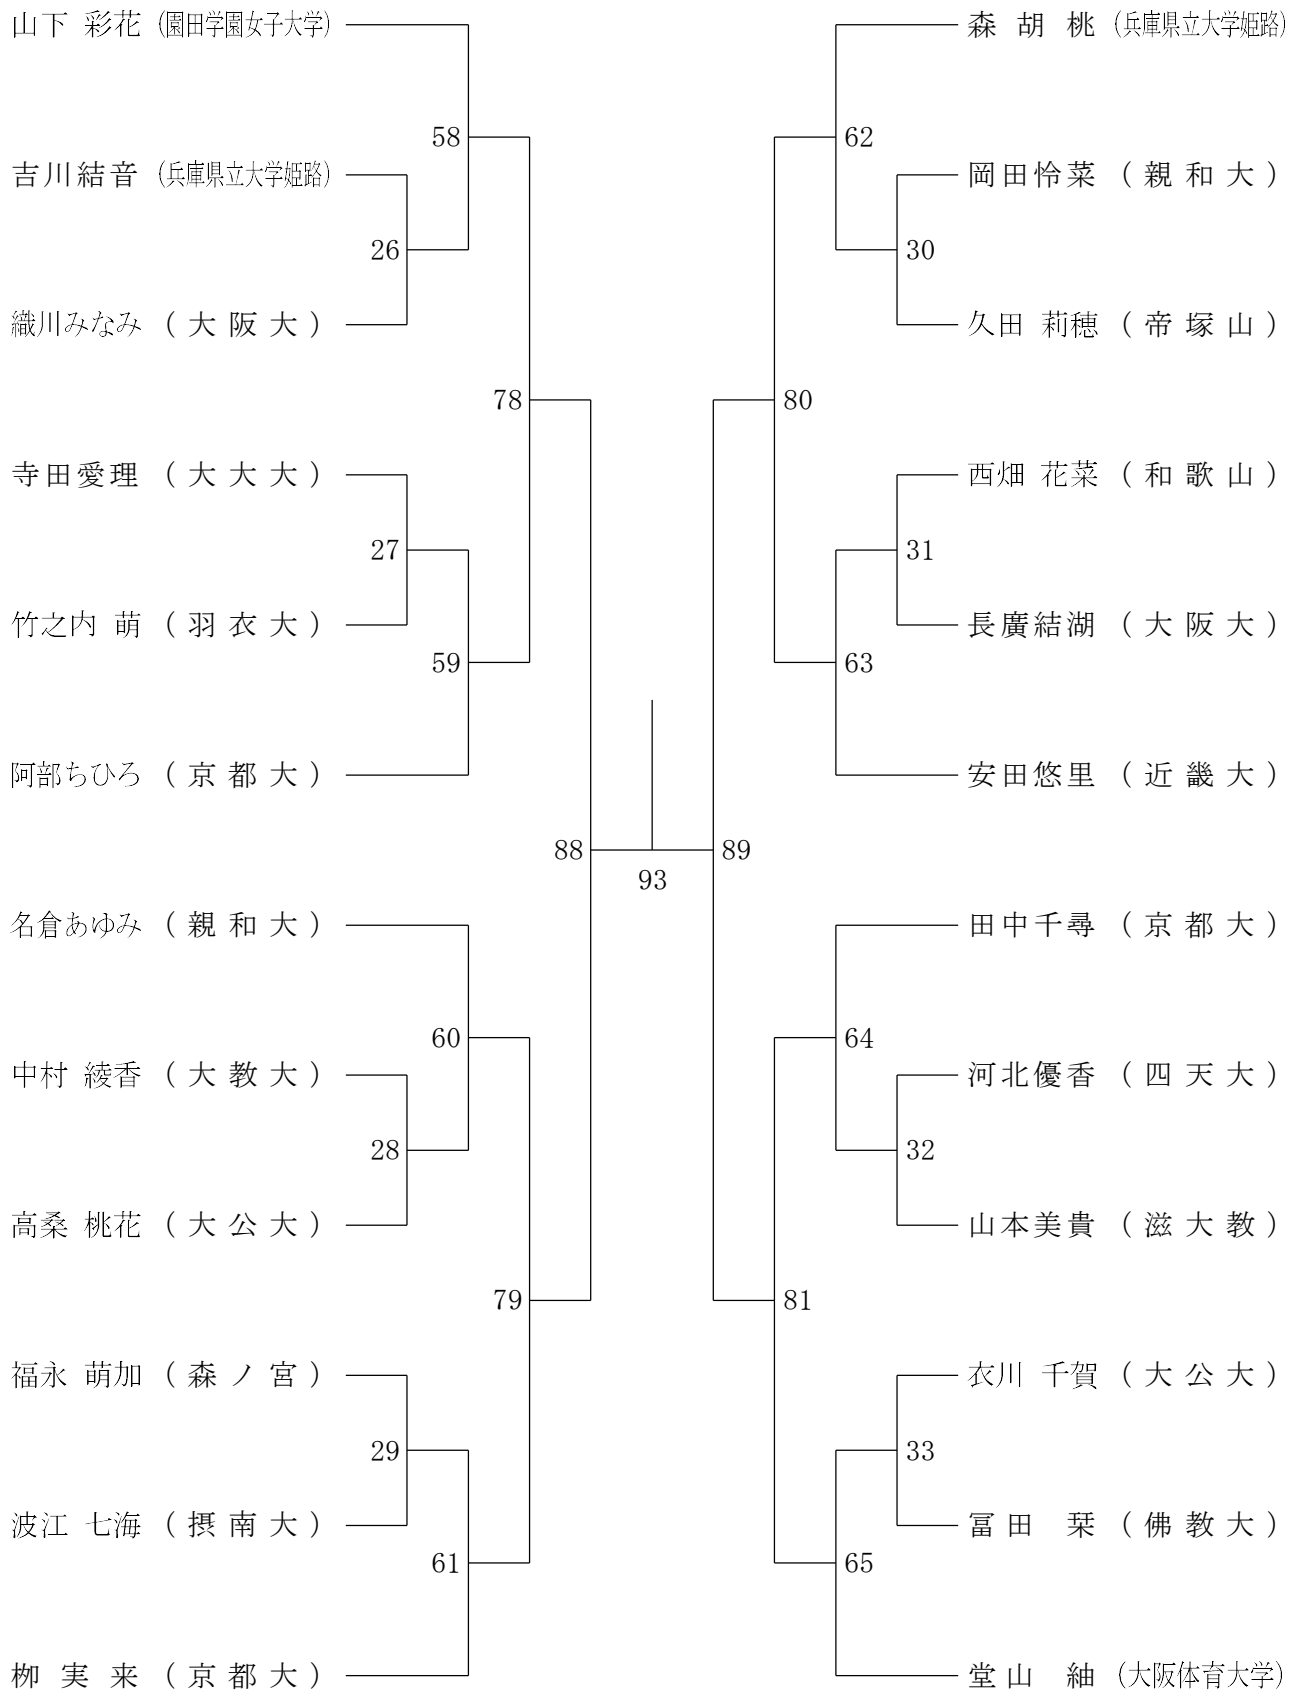 山下 彩花 (園田学園女子大学)
58
吉川結音 (兵庫県立大学姫路)
26
織川みなみ (大阪大)
78
寺田愛理 (大大大)
27
竹之内 萌 (羽衣大)
59
阿部ちひろ (京都大)
88
名倉あゆみ (親和大)
60
中村 綾香 (大教大)
28
高桑 桃花 (大公大)
79
福永 萌加 (森ノ宮)
29
波江 七海 (摂南大)
61
栁実来 (京都大)
93
森胡桃 (兵庫県立大学姫路)
62
岡田怜菜 (親和大)
30
久田 莉穂 (帝塚山)
80
西畑 花菜 (和歌山)
31
長廣結湖 (大阪大)
63
安田悠里 (近畿大)
89
田中千尋 (京都大)
64
河北優香 (四天大)
32
山本美貴 (滋大教)
81
衣川 千賀 (大公大)
33
冨田 栞 (佛教大)
65
堂山 紬 (大阪体育大学)